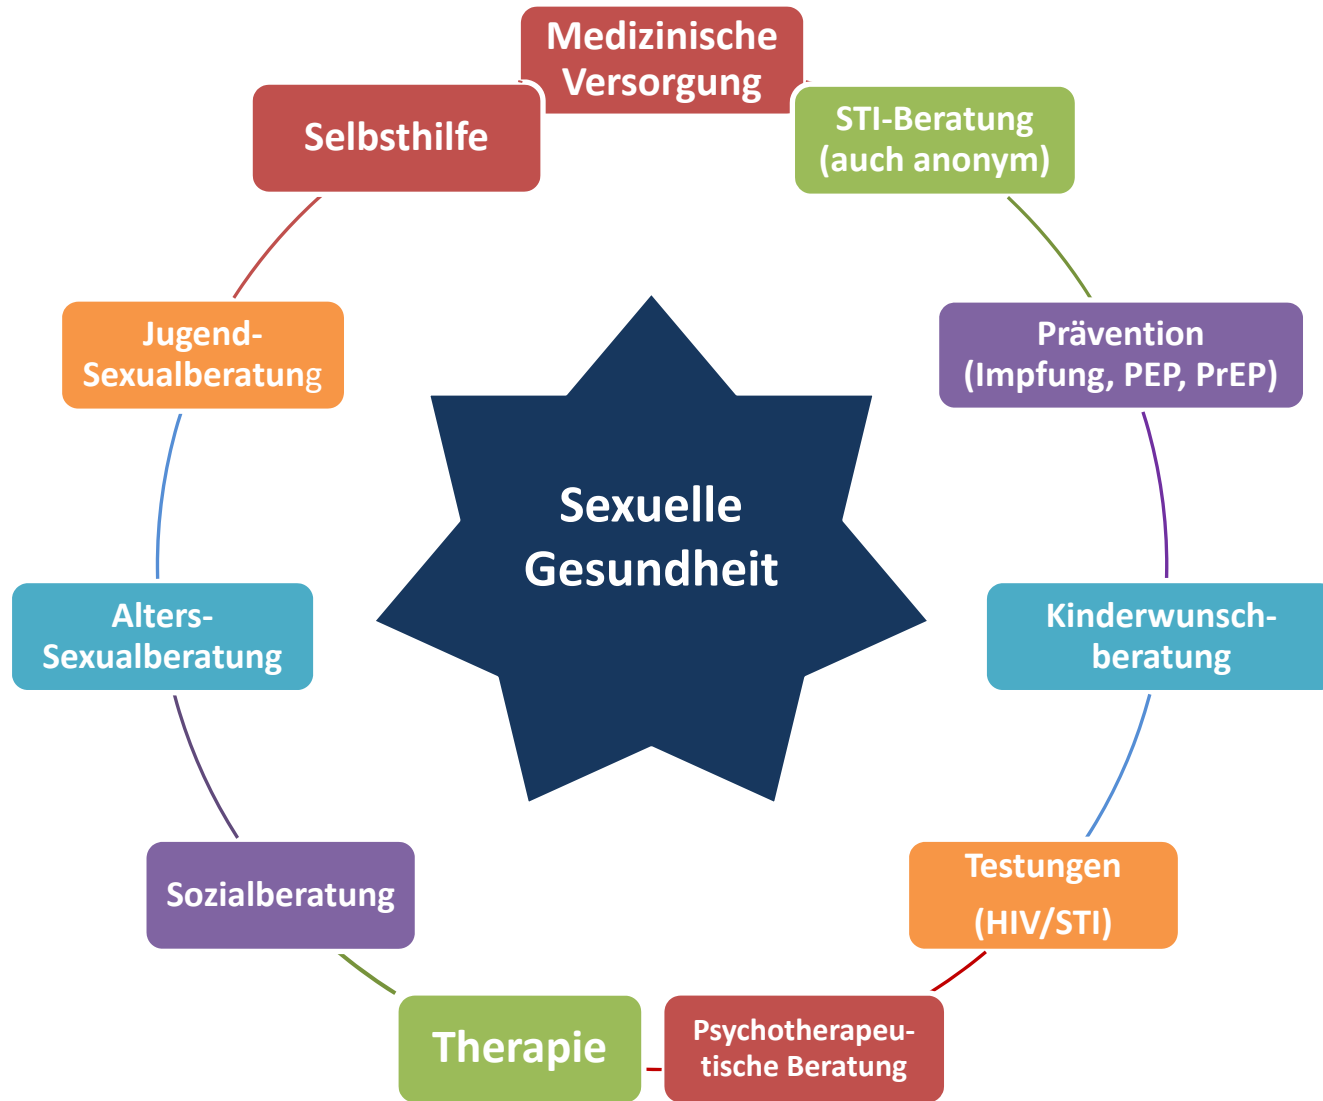 Medizinische
Versorgung
STI-Beratung
(auch anonym)
Prävention
(Impfung, PEP, PrEP)
Kinderwunsch-
beratung
Testungen
(HIV/STI)
Psychotherapeu-
tische Beratung
Therapie
Sozialberatung
Alters-
Sexualberatung
Jugend-
Sexualberatung
Selbsthilfe
Sexuelle
Gesundheit